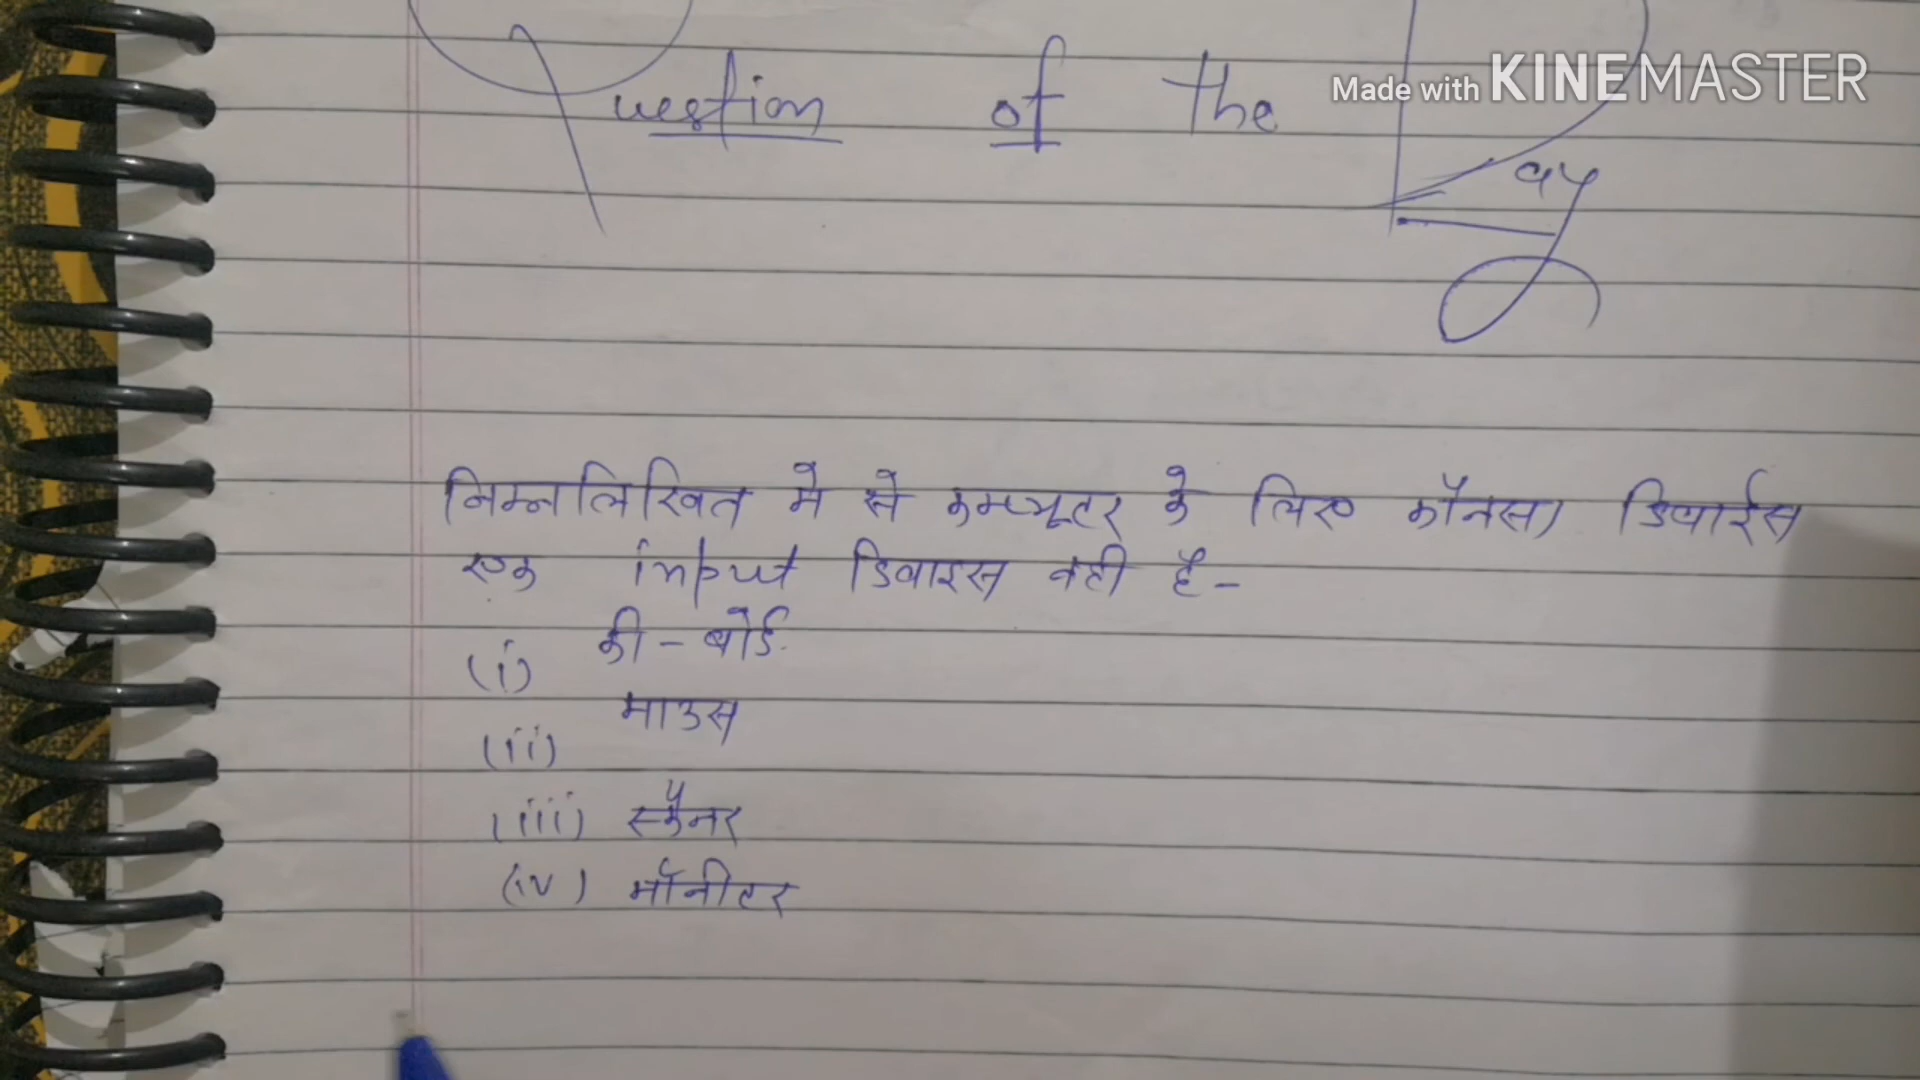 Made with KINEMASTER
Question of the Day
निम्नलिखित मे से कम्प्यूटर के लिए कौनसा डिवाईस
एक input डिवाइस नही है-
(i) की-बोर्ड
(ii) माउस
(iii) स्कैनर
(iv) मॉनीटर